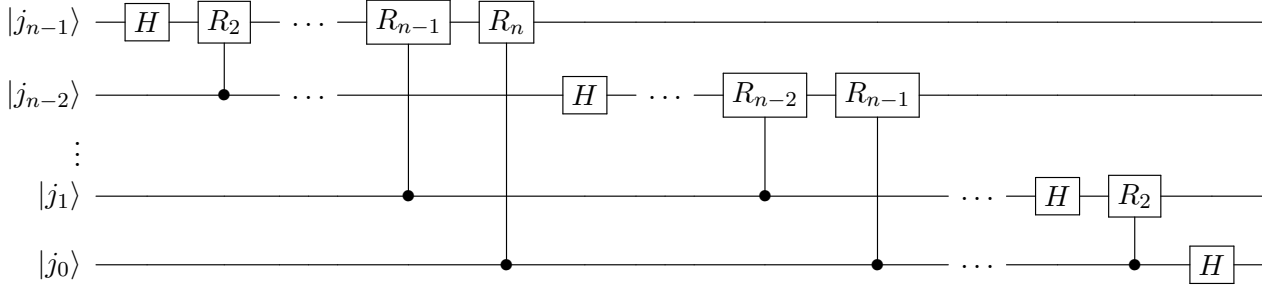 |j_{n−1}⟩ H R_2 ⋯ R_{n−1} R_n
|j_{n−2}⟩ ⋯ H ⋯ R_{n−2} R_{n−1}
⋮
|j_1⟩ ⋯ H R_2
|j_0⟩ ⋯ H